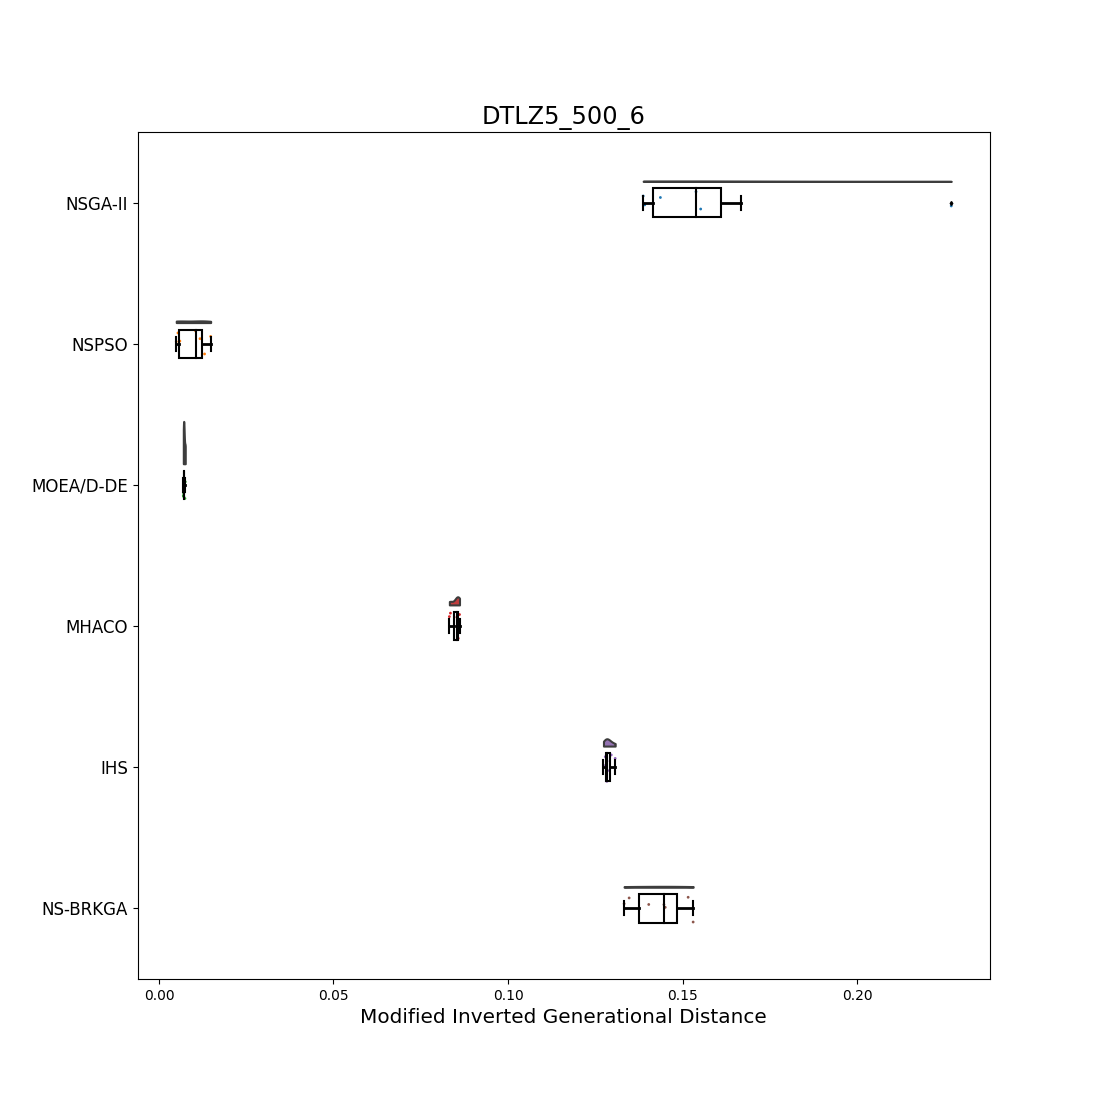 DTLZ5_500_6
NSGA-II
NSPSO
MOEA/D-DE
MHACO
IHS
NS-BRKGA
0.00 0.05 0.10 0.15 0.20
Modified Inverted Generational Distance